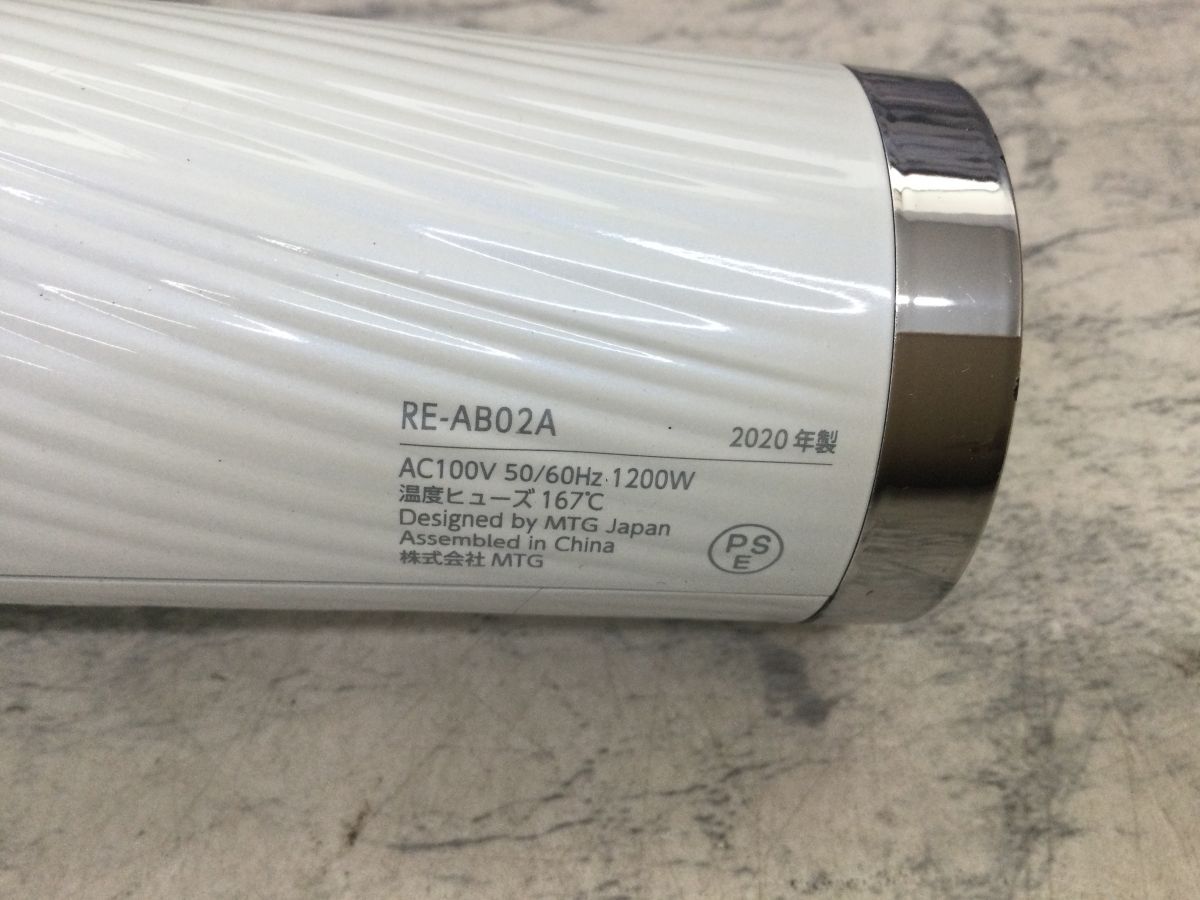 RE-AB02A
2020年製
AC100V 50/60Hz 1200W
温度ヒューズ 167℃
Designed by MTG Japan
Assembled in China
株式会社 MTG
PS
E